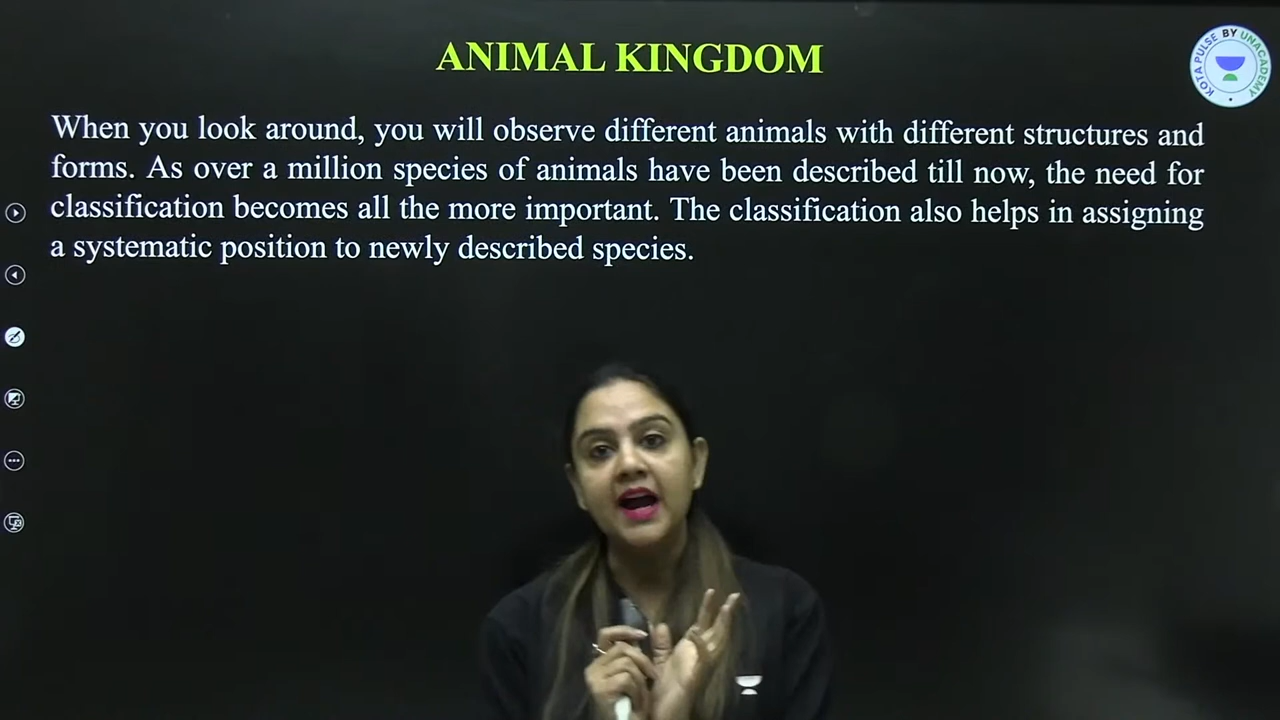 ANIMAL KINGDOM
KOTA PULSE BY UNACADEMY
When you look around, you will observe different animals with different structures and
forms. As over a million species of animals have been described till now, the need for
classification becomes all the more important. The classification also helps in assigning
a systematic position to newly described species.